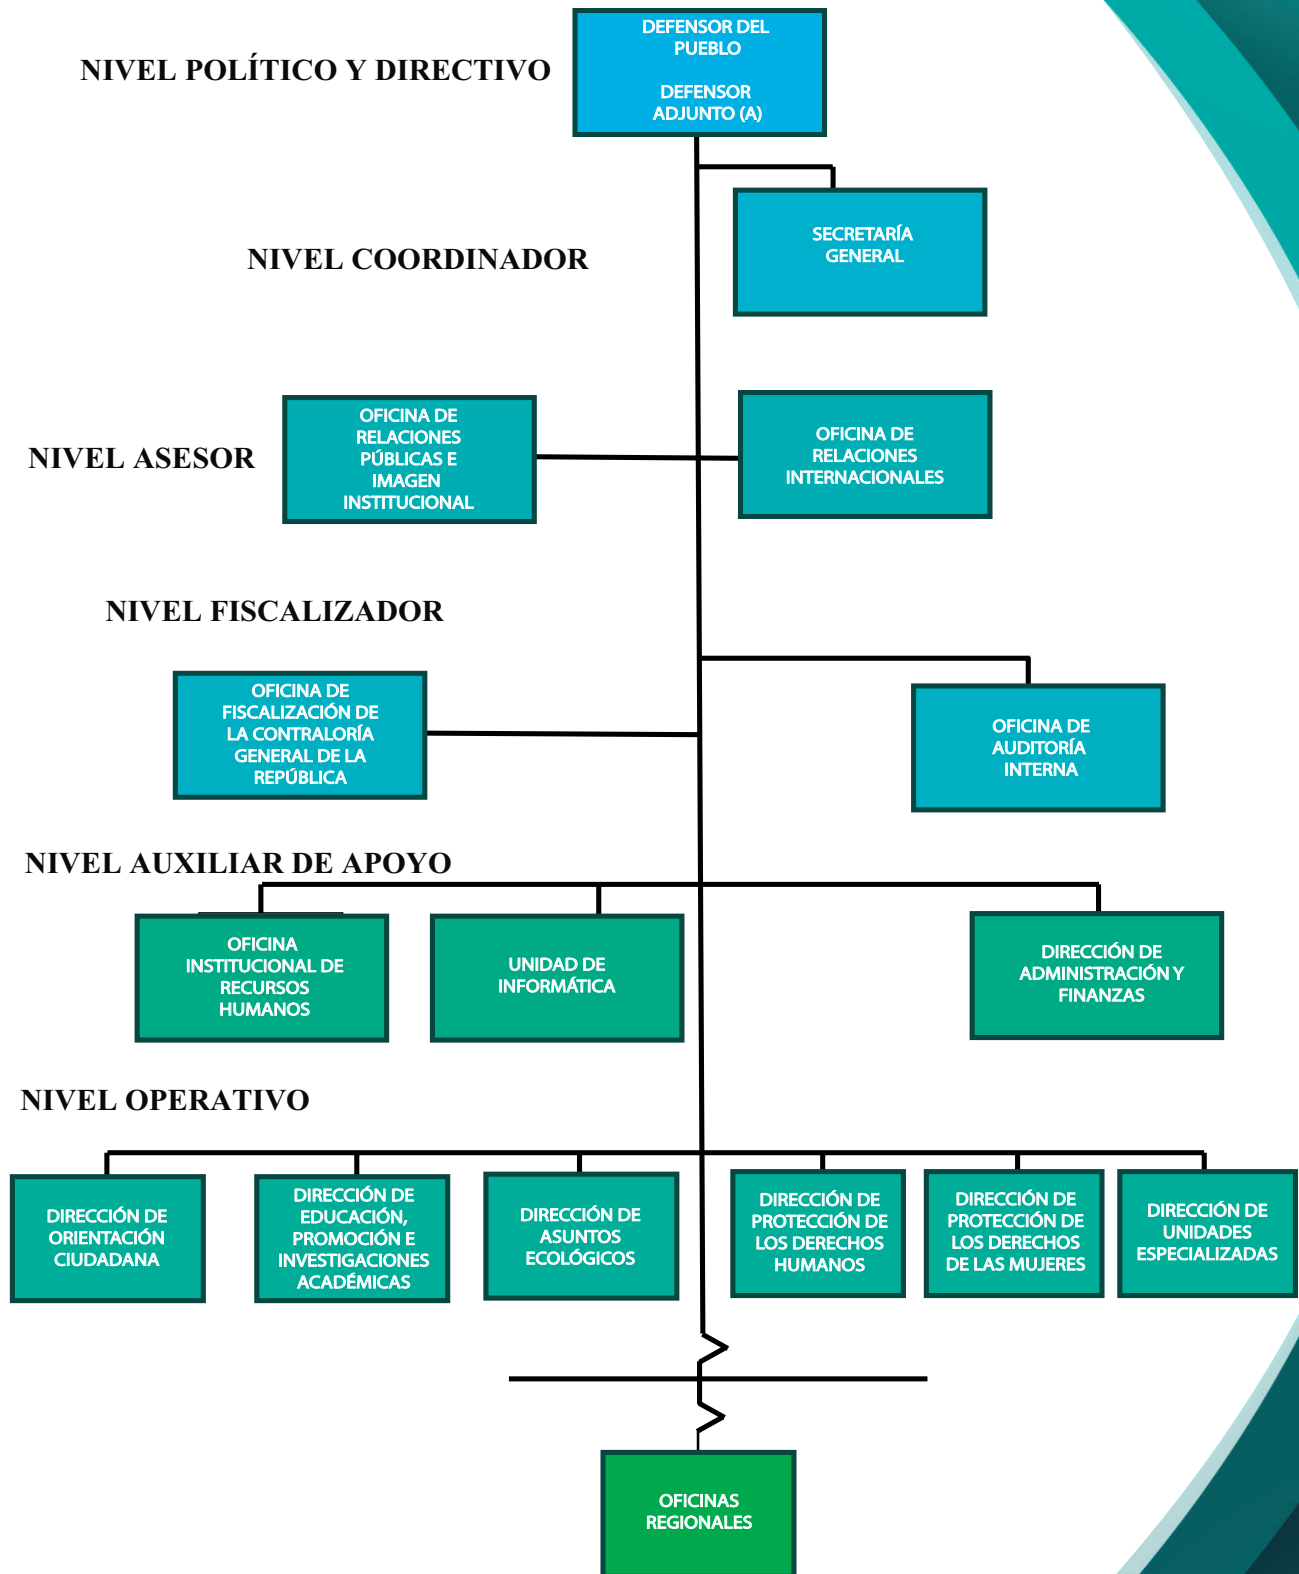 NIVEL POLÍTICO Y DIRECTIVO
DEFENSOR DEL
PUEBLO
DEFENSOR
ADJUNTO (A)
NIVEL COORDINADOR
SECRETARÍA
GENERAL
NIVEL ASESOR
OFICINA DE
RELACIONES
PÚBLICAS E
IMAGEN
INSTITUCIONAL
OFICINA DE
RELACIONES
INTERNACIONALES
NIVEL FISCALIZADOR
OFICINA DE
FISCALIZACIÓN DE
LA CONTRALORÍA
GENERAL DE LA
REPÚBLICA
OFICINA DE
AUDITORÍA
INTERNA
NIVEL AUXILIAR DE APOYO
OFICINA
INSTITUCIONAL DE
RECURSOS
HUMANOS
UNIDAD DE
INFORMÁTICA
DIRECCIÓN DE
ADMINISTRACIÓN Y
FINANZAS
NIVEL OPERATIVO
DIRECCIÓN DE
ORIENTACIÓN
CIUDADANA
DIRECCIÓN DE
EDUCACIÓN,
PROMOCIÓN E
INVESTIGACIONES
ACADÉMICAS
DIRECCIÓN DE
ASUNTOS
ECOLÓGICOS
DIRECCIÓN DE
PROTECCIÓN DE
LOS DERECHOS
HUMANOS
DIRECCIÓN DE
PROTECCIÓN DE
LOS DERECHOS
DE LAS MUJERES
DIRECCIÓN DE
UNIDADES
ESPECIALIZADAS
OFICINAS
REGIONALES